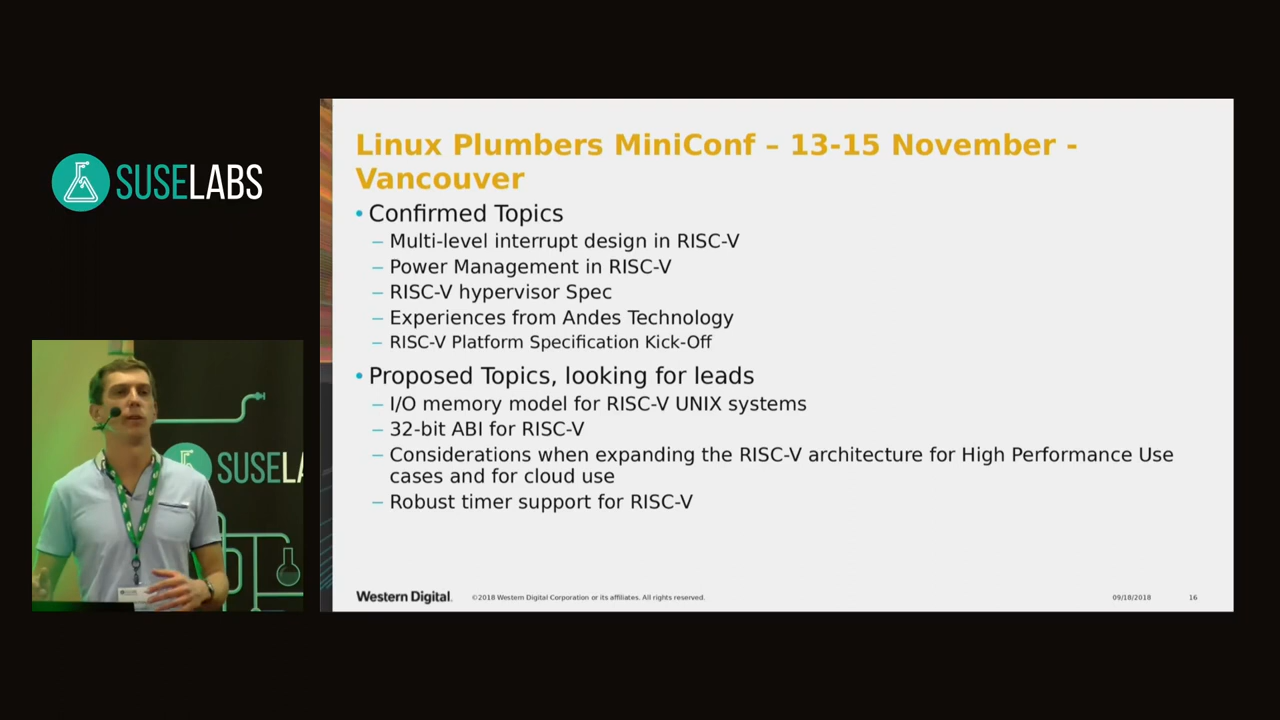 SUSELABS
Linux Plumbers MiniConf – 13-15 November -
Vancouver
• Confirmed Topics
– Multi-level interrupt design in RISC-V
– Power Management in RISC-V
– RISC-V hypervisor Spec
– Experiences from Andes Technology
– RISC-V Platform Specification Kick-Off
• Proposed Topics, looking for leads
– I/O memory model for RISC-V UNIX systems
– 32-bit ABI for RISC-V
– Considerations when expanding the RISC-V architecture for High Performance Use
cases and for cloud use
– Robust timer support for RISC-V
SUSELA
Western Digital. ©2018 Western Digital Corporation or its affiliates. All rights reserved. 09/18/2018 16